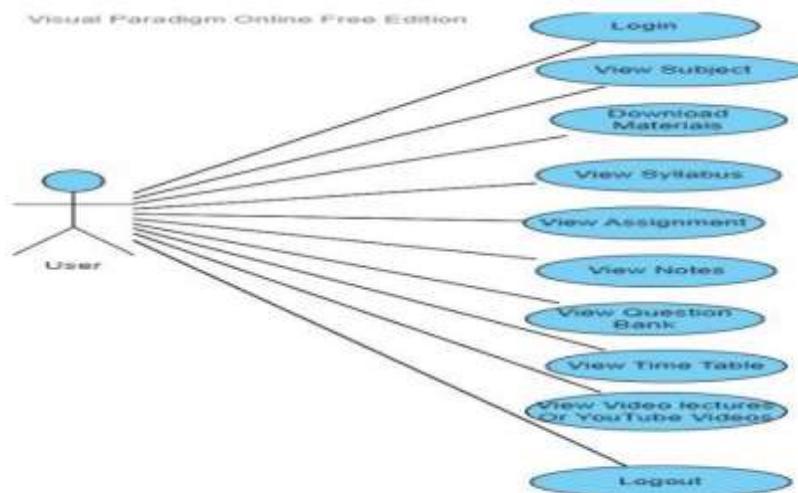 Visual Paradigm Online Free Edition
Login
View Subject
Download
Materials
View Syllabus
View Assignment
User
View Notes
View Question
Bank
View Time Table
View Video lectures
Or YouTube Videos
Logout